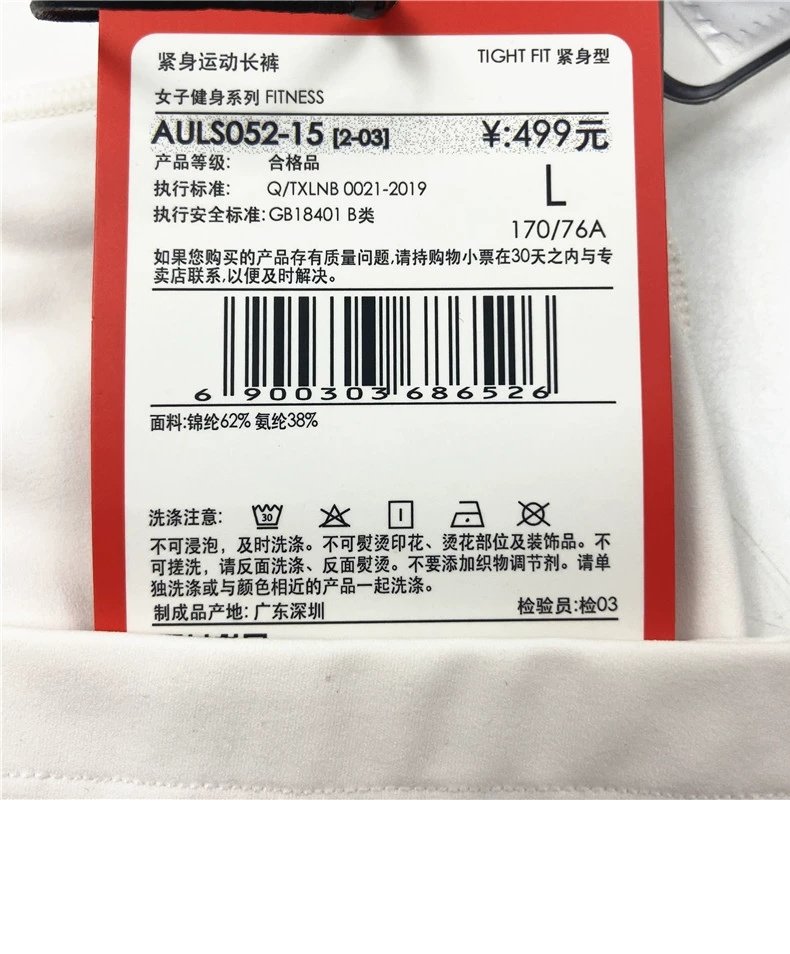 紧身运动长裤
TIGHT FIT 紧身型
女子健身系列 FITNESS
AULS052-15 [2-03]
¥:499元
产品等级: 合格品
执行标准: Q/TXLNB 0021-2019
L
执行安全标准:GB18401 B类
170/76A
如果您购买的产品存有质量问题,请持购物小票在30天之内与专
卖店联系,以便及时解决。
6 900303 686526
面料:锦纶62% 氨纶38%
洗涤注意:
30
不可浸泡，及时洗涤。不可熨烫印花、烫花部位及装饰品。不
可搓洗，请反面洗涤、反面熨烫。不要添加织物调节剂。请单
独洗涤或与颜色相近的产品一起洗涤。
制成品产地: 广东深圳
检验员:检03